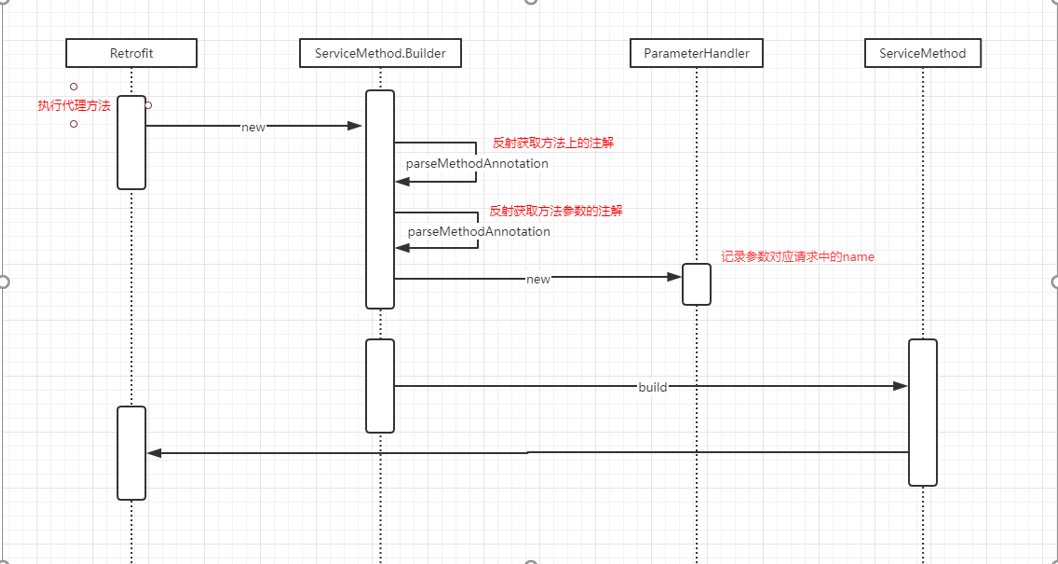 Retrofit
ServiceMethod.Builder
ParameterHandler
ServiceMethod
执行代理方法
new
反射获取方法上的注解
parseMethodAnnotation
反射获取方法参数的注解
parseMethodAnnotation
记录参数对应请求中的name
new
build